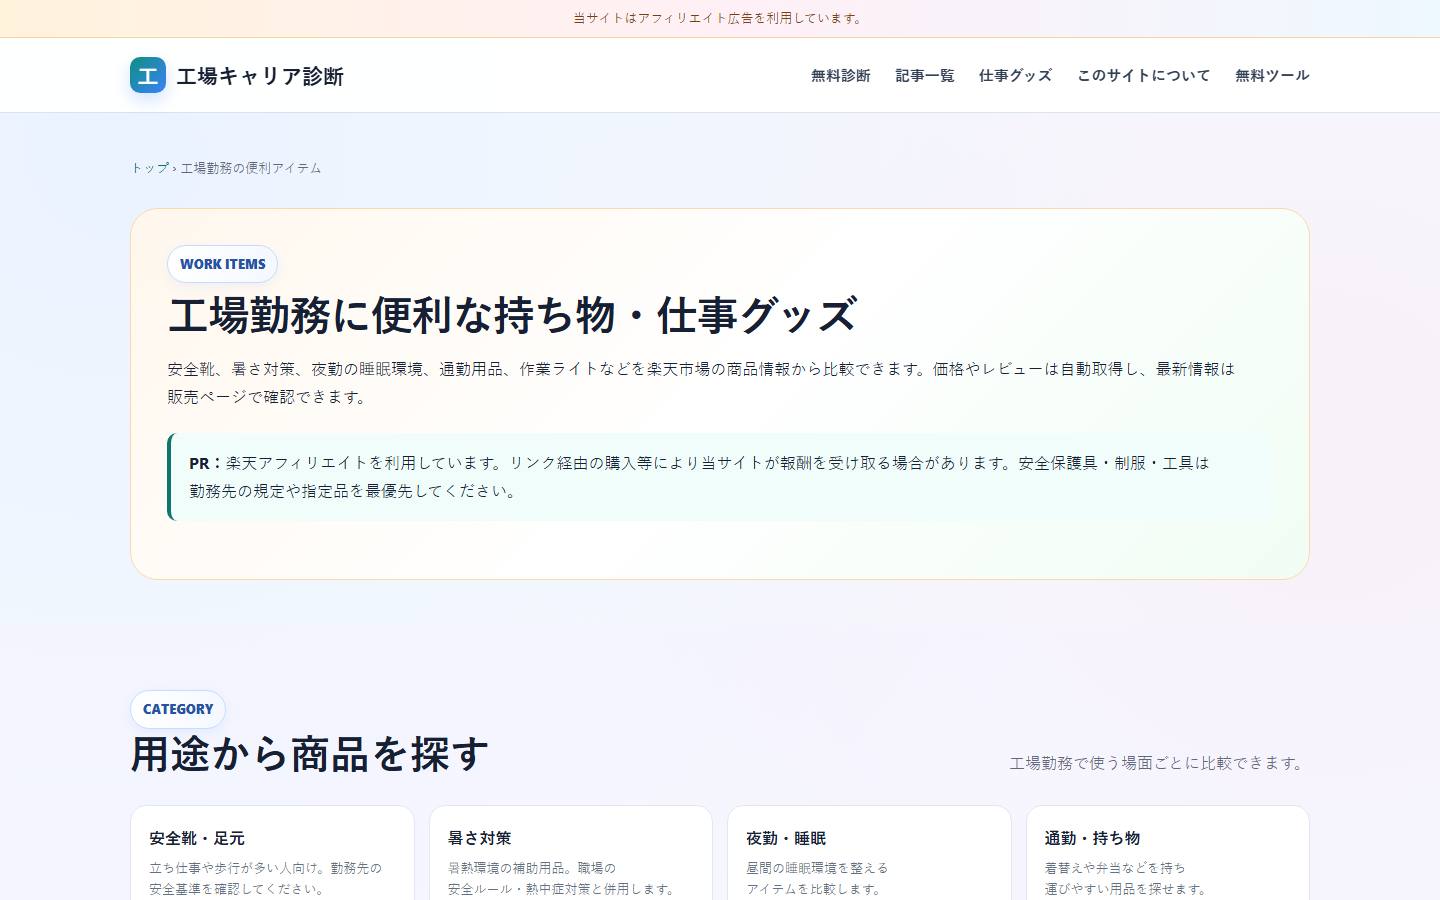 当サイトはアフィリエイト広告を利用しています。
工 工場キャリア診断
無料診断 記事一覧 仕事グッズ このサイトについて 無料ツール
トップ › 工場勤務の便利アイテム
WORK ITEMS
工場勤務に便利な持ち物・仕事グッズ
安全靴、暑さ対策、夜勤の睡眠環境、通勤用品、作業ライトなどを楽天市場の商品情報から比較できます。価格やレビューは自動取得し、最新情報は
販売ページで確認できます。
PR：楽天アフィリエイトを利用しています。リンク経由の購入等により当サイトが報酬を受け取る場合があります。安全保護具・制服・工具は
勤務先の規定や指定品を最優先してください。
CATEGORY
用途から商品を探す
工場勤務で使う場面ごとに比較できます。
安全靴・足元
立ち仕事や歩行が多い人向け。勤務先の
安全基準を確認してください。
暑さ対策
暑熱環境の補助用品。職場の
安全ルール・熱中症対策と併用します。
夜勤・睡眠
昼間の睡眠環境を整える
アイテムを比較します。
通勤・持ち物
着替えや弁当などを持ち
運びやすい用品を探せます。